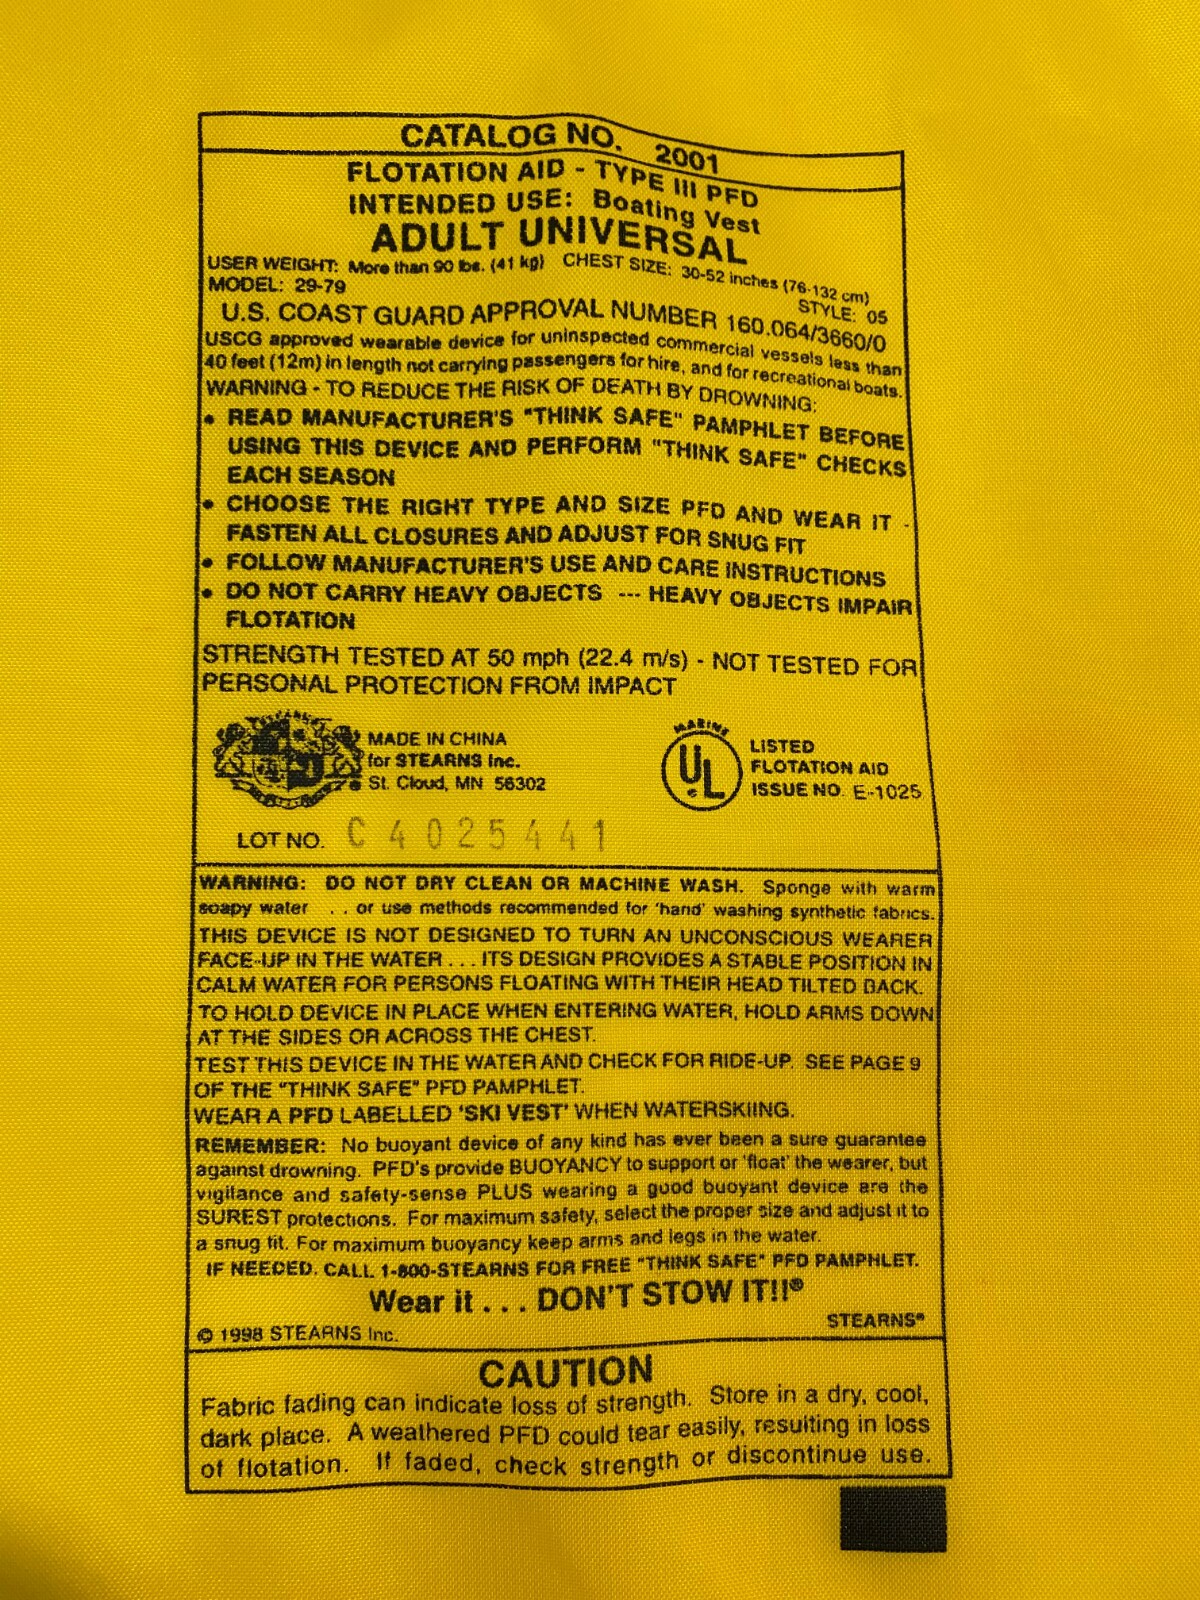 CATALOG NO. 2001
FLOTATION AID - TYPE III PFD
INTENDED USE: Boating Vest
ADULT UNIVERSAL
USER WEIGHT: More than 90 lbs. (41 kg) CHEST SIZE: 30-52 inches (76-132 cm)
MODEL: 29-79 STYLE: 05
U.S. COAST GUARD APPROVAL NUMBER 160.064/3660/0
USCG approved wearable device for uninspected commercial vessels less than
40 feet (12m) in length not carrying passengers for hire, and for recreational boats.
WARNING - TO REDUCE THE RISK OF DEATH BY DROWNING:
• READ MANUFACTURER'S "THINK SAFE" PAMPHLET BEFORE
USING THIS DEVICE AND PERFORM "THINK SAFE" CHECKS
EACH SEASON
• CHOOSE THE RIGHT TYPE AND SIZE PFD AND WEAR IT -
FASTEN ALL CLOSURES AND ADJUST FOR SNUG FIT
• FOLLOW MANUFACTURER'S USE AND CARE INSTRUCTIONS
• DO NOT CARRY HEAVY OBJECTS --- HEAVY OBJECTS IMPAIR
FLOTATION
STRENGTH TESTED AT 50 mph (22.4 m/s) - NOT TESTED FOR
PERSONAL PROTECTION FROM IMPACT
MADE IN CHINA
for STEARNS Inc.
St. Cloud, MN 56302
MARINE
UL
LISTED
FLOTATION AID
ISSUE NO. E-1025
LOT NO. C4025441
WARNING: DO NOT DRY CLEAN OR MACHINE WASH. Sponge with warm
soapy water . . or use methods recommended for 'hand' washing synthetic fabrics.
THIS DEVICE IS NOT DESIGNED TO TURN AN UNCONSCIOUS WEARER
FACE-UP IN THE WATER . . . ITS DESIGN PROVIDES A STABLE POSITION IN
CALM WATER FOR PERSONS FLOATING WITH THEIR HEAD TILTED BACK.
TO HOLD DEVICE IN PLACE WHEN ENTERING WATER, HOLD ARMS DOWN
AT THE SIDES OR ACROSS THE CHEST.
TEST THIS DEVICE IN THE WATER AND CHECK FOR RIDE-UP. SEE PAGE 9
OF THE "THINK SAFE" PFD PAMPHLET.
WEAR A PFD LABELLED 'SKI VEST' WHEN WATERSKIING.
REMEMBER: No buoyant device of any kind has ever been a sure guarantee
against drowning. PFD's provide BUOYANCY to support or 'float' the wearer, but
vigilance and safety-sense PLUS wearing a good buoyant device are the
SUREST protections. For maximum safety, select the proper size and adjust it to
a snug fit. For maximum buoyancy keep arms and legs in the water.
IF NEEDED. CALL 1-800-STEARNS FOR FREE "THINK SAFE" PFD PAMPHLET.
Wear it . . . DON'T STOW IT!!®
STEARNS®
© 1998 STEARNS Inc.
CAUTION
Fabric fading can indicate loss of strength. Store in a dry, cool,
dark place. A weathered PFD could tear easily, resulting in loss
of flotation. If faded, check strength or discontinue use.